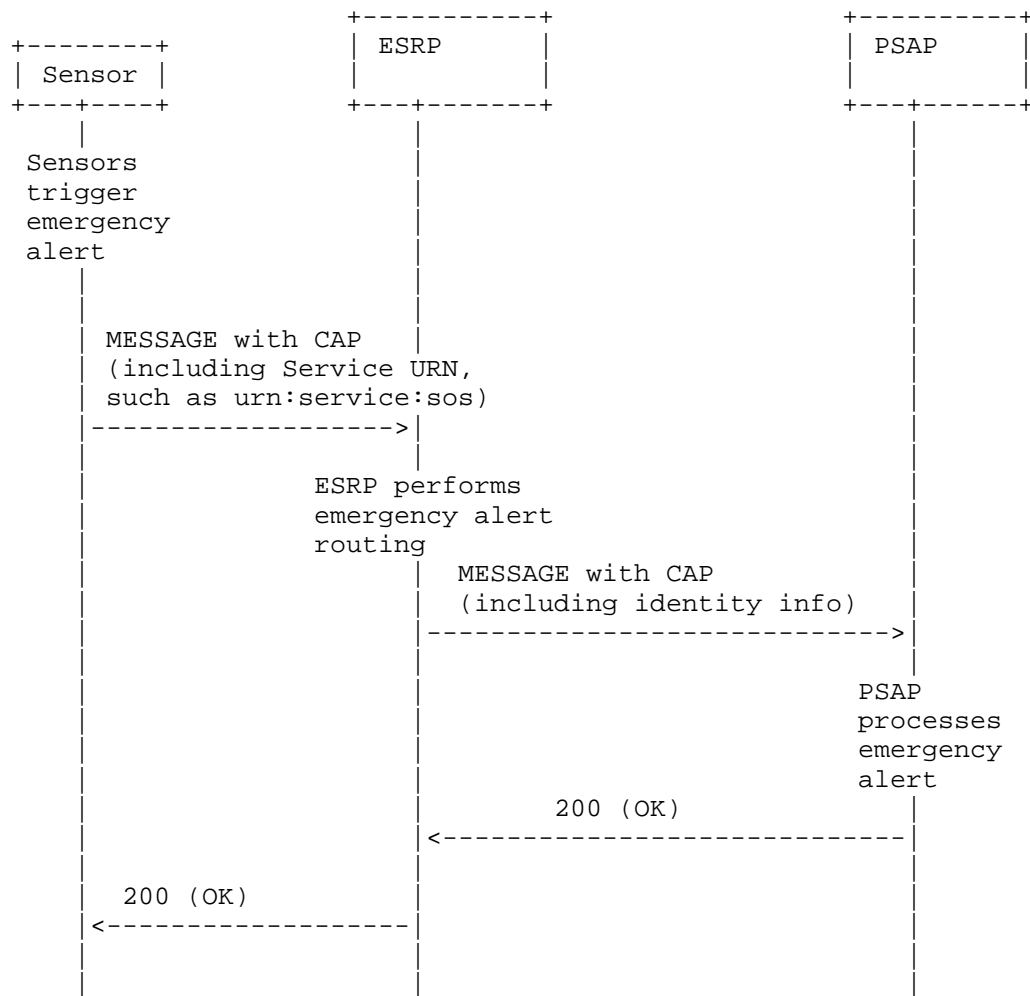 ESRP
PSAP
Sensor
Sensors
trigger
emergency
alert
MESSAGE with CAP
(including Service URN,
such as urn:service:sos)
ESRP performs
emergency alert
routing
MESSAGE with CAP
(including identity info)
PSAP
processes
emergency
alert
200 (OK)
200 (OK)